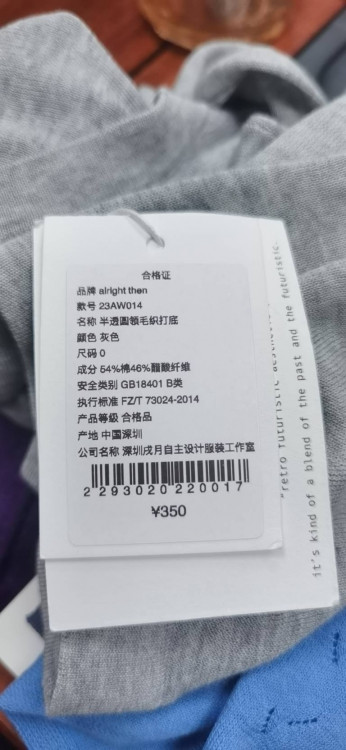 合格证
品牌 alright then
款号 23AW014
名称 半透圆领毛织打底
颜色 灰色
尺码 0
成分 54%棉46%醋酸纤维
安全类别 GB18401 B类
执行标准 FZ/T 73024-2014
产品等级 合格品
产地 中国深圳
公司名称 深圳戌月自主设计服装工作室
2293020220017
¥350
"retro futuristic
it's kind of a blend of the past and the futuristic.